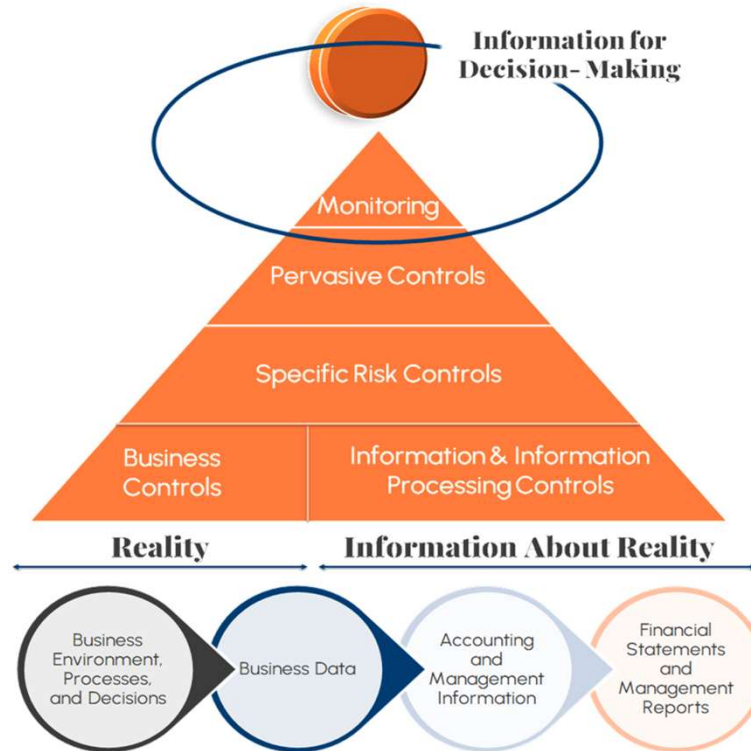 Information for
Decision- Making
Monitoring
Pervasive Controls
Specific Risk Controls
Business
Controls
Information & Information
Processing Controls
Reality
Information About Reality
Business
Environment,
Processes,
and Decisions
Business Data
Accounting
and
Management
Information
Financial
Statements
and
Management
Reports